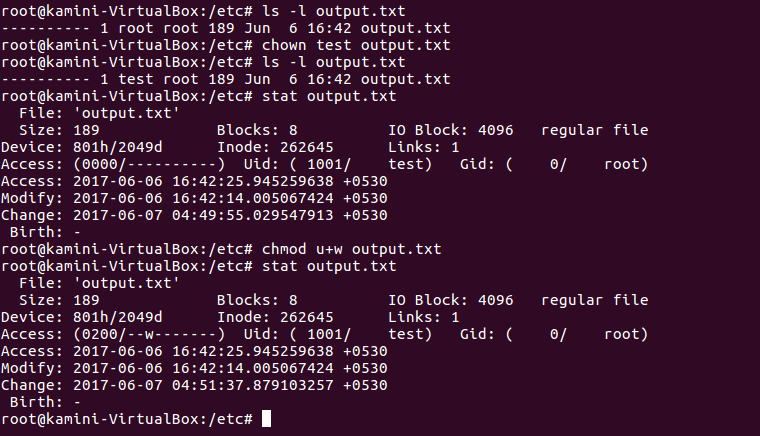 root@kamini-VirtualBox:/etc# ls -l output.txt
---------- 1 root root 189 Jun  6 16:42 output.txt
root@kamini-VirtualBox:/etc# chown test output.txt
root@kamini-VirtualBox:/etc# ls -l output.txt
---------- 1 test root 189 Jun  6 16:42 output.txt
root@kamini-VirtualBox:/etc# stat output.txt
  File: 'output.txt'
  Size: 189             Blocks: 8          IO Block: 4096   regular file
Device: 801h/2049d      Inode: 262645      Links: 1
Access: (0000/----------)  Uid: ( 1001/    test)   Gid: (    0/    root)
Access: 2017-06-06 16:42:25.945259638 +0530
Modify: 2017-06-06 16:42:14.005067424 +0530
Change: 2017-06-07 04:49:55.029547913 +0530
 Birth: -
root@kamini-VirtualBox:/etc# chmod u+w output.txt
root@kamini-VirtualBox:/etc# stat output.txt
  File: 'output.txt'
  Size: 189             Blocks: 8          IO Block: 4096   regular file
Device: 801h/2049d      Inode: 262645      Links: 1
Access: (0200/--w-------)  Uid: ( 1001/    test)   Gid: (    0/    root)
Access: 2017-06-06 16:42:25.945259638 +0530
Modify: 2017-06-06 16:42:14.005067424 +0530
Change: 2017-06-07 04:51:37.879103257 +0530
 Birth: -
root@kamini-VirtualBox:/etc#